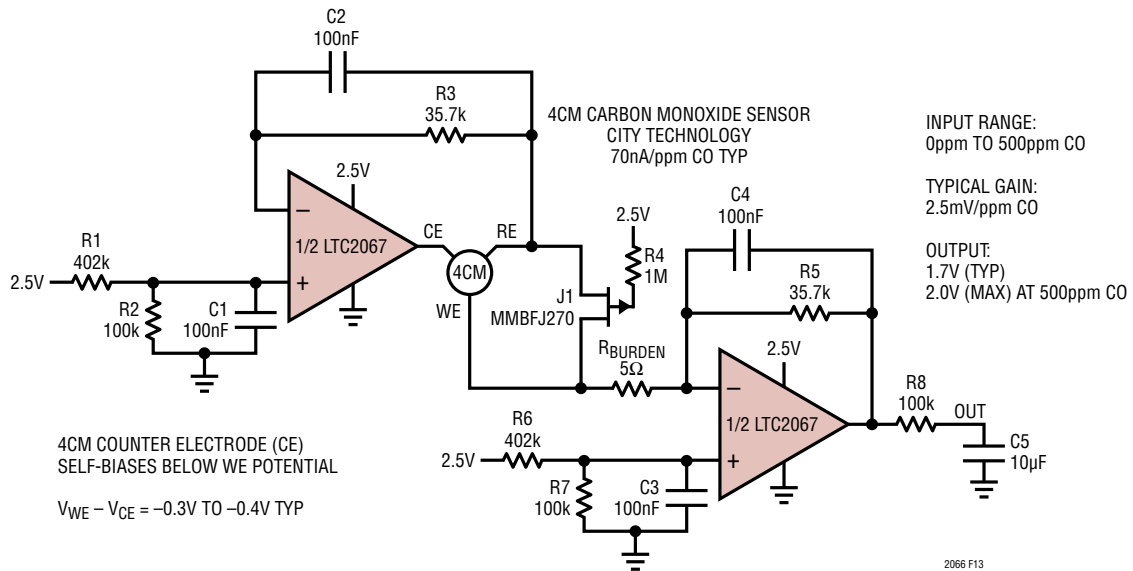 C2
100nF
R3
35.7k
4CM CARBON MONOXIDE SENSOR
CITY TECHNOLOGY
70nA/ppm CO TYP
INPUT RANGE:
0ppm TO 500ppm CO
TYPICAL GAIN:
2.5mV/ppm CO
OUTPUT:
1.7V (TYP)
2.0V (MAX) AT 500ppm CO
2.5V
–
1/2 LTC2067
+
CE
RE
4CM
WE
R1
402k
2.5V
R2
100k
C1
100nF
2.5V
R4
1M
J1
MMBFJ270
C4
100nF
R5
35.7k
RBURDEN
5Ω
2.5V
–
1/2 LTC2067
+
R8
100k
OUT
C5
10µF
R6
402k
2.5V
R7
100k
C3
100nF
4CM COUNTER ELECTRODE (CE)
SELF-BIASES BELOW WE POTENTIAL
VWE – VCE = –0.3V TO –0.4V TYP
2066 F13